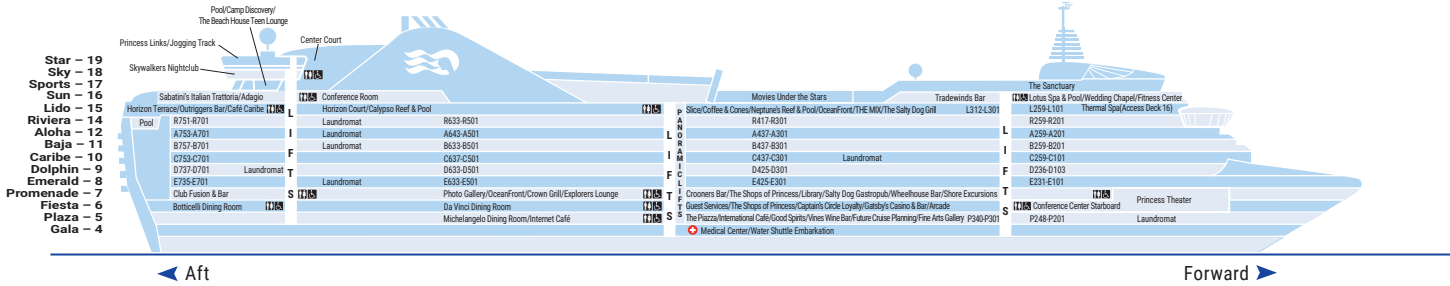 Pool/Camp Discovery/
The Beach House Teen Lounge
Princess Links/Jogging Track
Center Court
Skywalkers Nightclub
Star – 19
Sky – 18
Sports – 17
The Sanctuary
Sun – 16
Sabatini's Italian Trattoria/Adagio
Conference Room
Movies Under the Stars
Tradewinds Bar
Lotus Spa & Pool/Wedding Chapel/Fitness Center
Lido – 15
Horizon Terrace/Outriggers Bar/Café Caribe
Horizon Court/Calypso Reef & Pool
Slice/Coffee & Cones/Neptune's Reef & Pool/OceanFront/THE MIX/The Salty Dog Grill
L312-L301
L259-L101
Thermal Spa(Access Deck 16)
Riviera – 14
Pool
R751-R701
Laundromat
R633-R501
R417-R301
R259-R201
Aloha – 12
A753-A701
Laundromat
A643-A501
A437-A301
A259-A201
Baja – 11
B757-B701
Laundromat
B633-B501
B437-B301
B259-B201
Caribe – 10
C753-C701
C637-C501
C437-C301
Laundromat
C259-C101
Dolphin – 9
D737-D701
Laundromat
D633-D501
D425-D301
D236-D103
Emerald – 8
E735-E701
Laundromat
E633-E501
E425-E301
E231-E101
Promenade – 7
Club Fusion & Bar
Photo Gallery/OceanFront/Crown Grill/Explorers Lounge
Crooners Bar/The Shops of Princess/Library/Salty Dog Gastropub/Wheelhouse Bar/Shore Excursions
Princess Theater
Fiesta – 6
Botticelli Dining Room
Da Vinci Dining Room
Guest Services/The Shops of Princess/Captain's Circle Loyalty/Gatsby's Casino & Bar/Arcade
Conference Center Starboard
Plaza – 5
Michelangelo Dining Room/Internet Café
The Piazza/International Café/Good Spirits/Vines Wine Bar/Future Cruise Planning/Fine Arts Gallery
P340-P301
P248-P201
Laundromat
Gala – 4
Medical Center/Water Shuttle Embarkation
LIFTS
LIFTS
PANORAMIC LIFTS
LIFTS
Aft
Forward